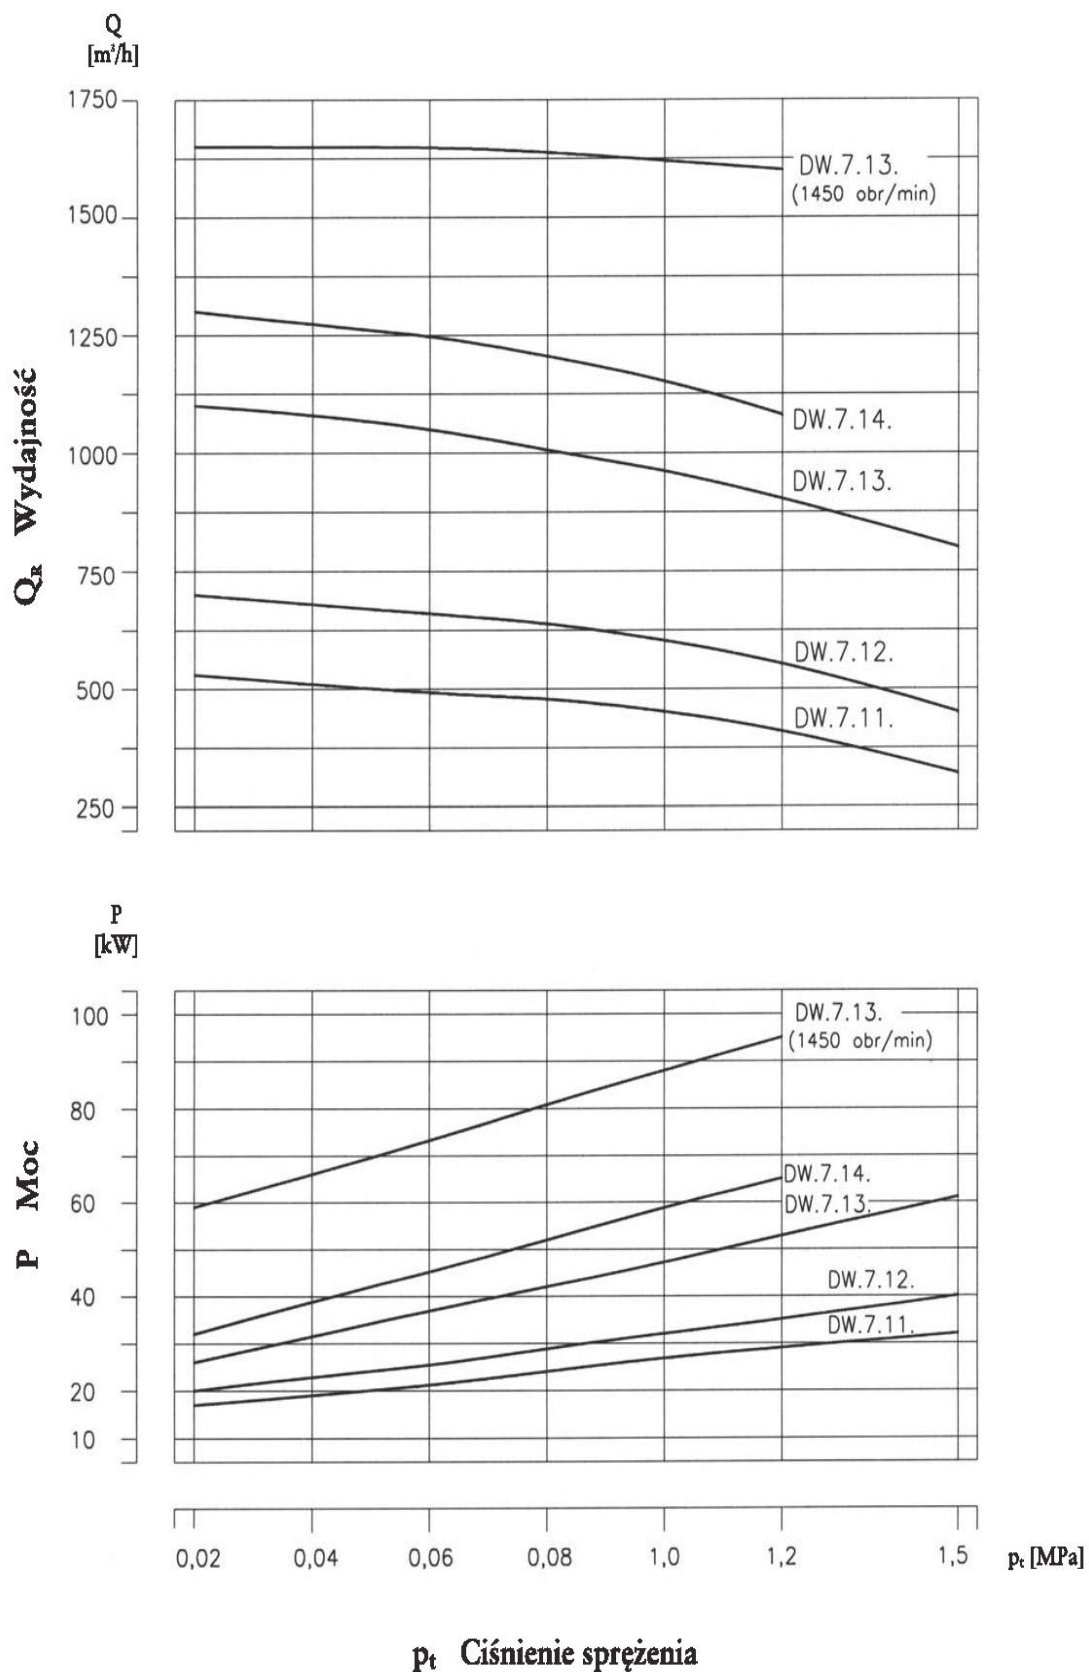 Q
[m³/h]
1750
1500
1250
1000
750
500
250
Q_R Wydajność
DW.7.13.
(1450 obr/min)
DW.7.14.
DW.7.13.
DW.7.12.
DW.7.11.
P
[kW]
100
80
60
40
20
10
P Moc
DW.7.13.
(1450 obr/min)
DW.7.14.
DW.7.13.
DW.7.12.
DW.7.11.
0,02 0,04 0,06 0,08 1,0 1,2 1,5 pₜ [MPa]
pₜ Ciśnienie sprężenia